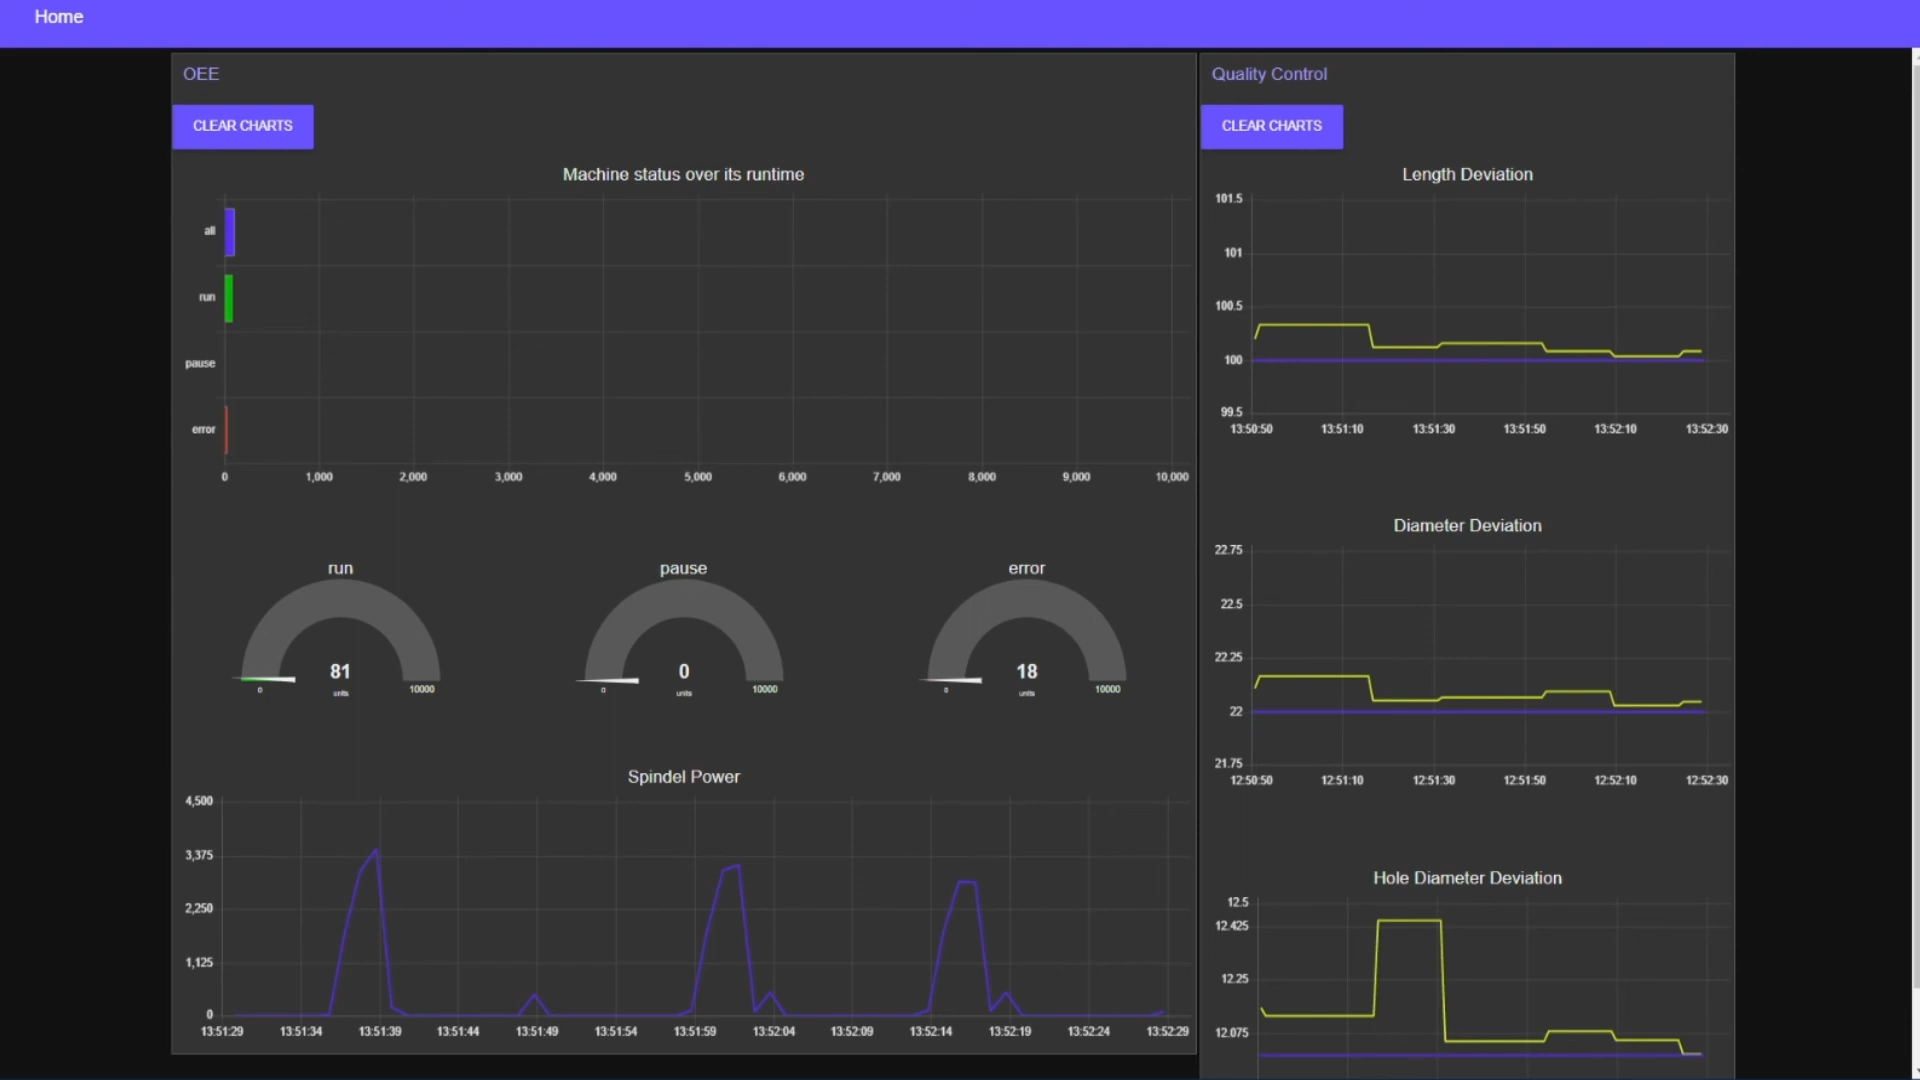 Home
OEE
CLEAR CHARTS
Machine status over its runtime
all
run
pause
error
0 1,000 2,000 3,000 4,000 5,000 6,000 7,000 8,000 9,000 10,000
run
81
units
0 10000
pause
0
units
0 10000
error
18
units
0 10000
Spindel Power
4,500
3,375
2,250
1,125
0
13:51:29 13:51:34 13:51:39 13:51:44 13:51:49 13:51:54 13:51:59 13:52:04 13:52:09 13:52:14 13:52:19 13:52:24 13:52:29
Quality Control
CLEAR CHARTS
Length Deviation
101.5
101
100.5
100
99.5
13:50:50 13:51:10 13:51:30 13:51:50 13:52:10 13:52:30
Diameter Deviation
22.75
22.5
22.25
22
21.75
12:50:50 12:51:10 12:51:30 12:51:50 12:52:10 12:52:30
Hole Diameter Deviation
12.5
12.425
12.25
12.075